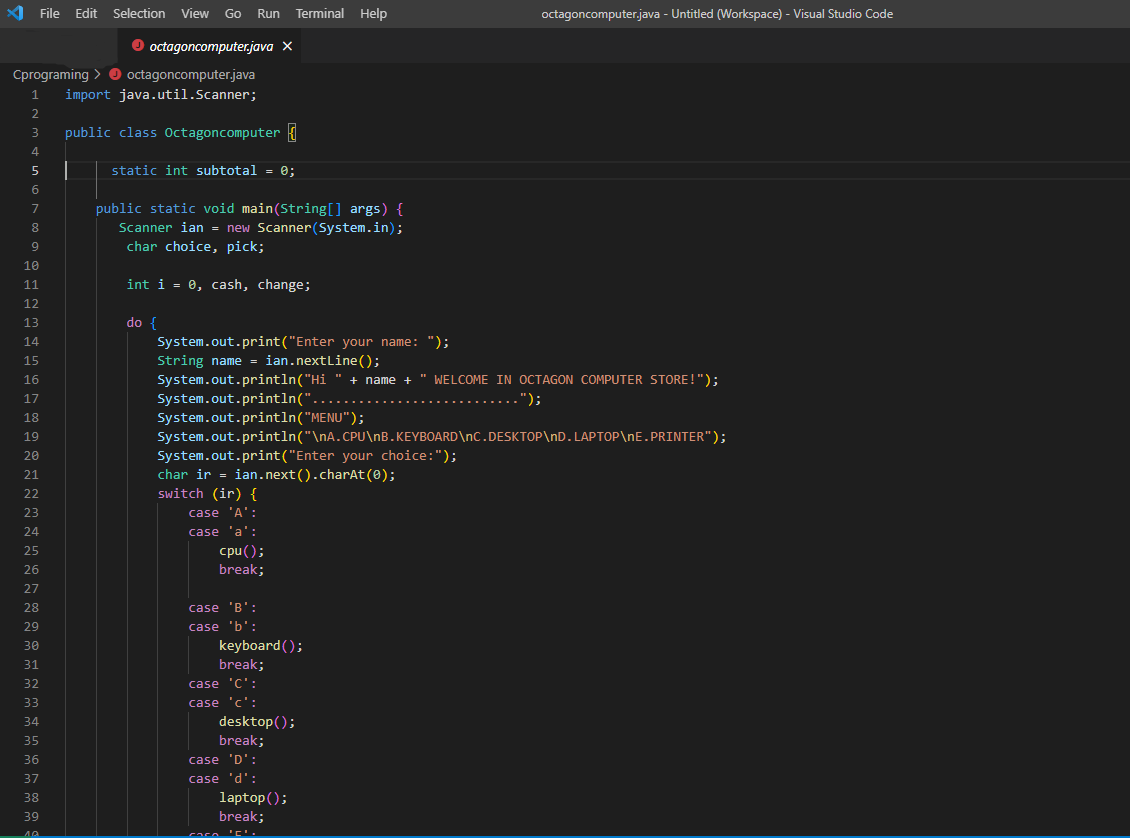 File Edit Selection View Go Run Terminal Help octagoncomputer.java - Untitled (Workspace) - Visual Studio Code
J octagoncomputer.java ×
Cprograming > J octagoncomputer.java
1 import java.util.Scanner;
2
3 public class Octagoncomputer {
4
5 static int subtotal = 0;
6
7 public static void main(String[] args) {
8 Scanner ian = new Scanner(System.in);
9 char choice, pick;
10
11 int i = 0, cash, change;
12
13 do {
14 System.out.print("Enter your name: ");
15 String name = ian.nextLine();
16 System.out.println("Hi " + name + " WELCOME IN OCTAGON COMPUTER STORE!");
17 System.out.println("...........................");
18 System.out.println("MENU");
19 System.out.println("\nA.CPU\nB.KEYBOARD\nC.DESKTOP\nD.LAPTOP\nE.PRINTER");
20 System.out.print("Enter your choice:");
21 char ir = ian.next().charAt(0);
22 switch (ir) {
23 case 'A':
24 case 'a':
25 cpu();
26 break;
27
28 case 'B':
29 case 'b':
30 keyboard();
31 break;
32 case 'C':
33 case 'c':
34 desktop();
35 break;
36 case 'D':
37 case 'd':
38 laptop();
39 break;
40 case 'E':